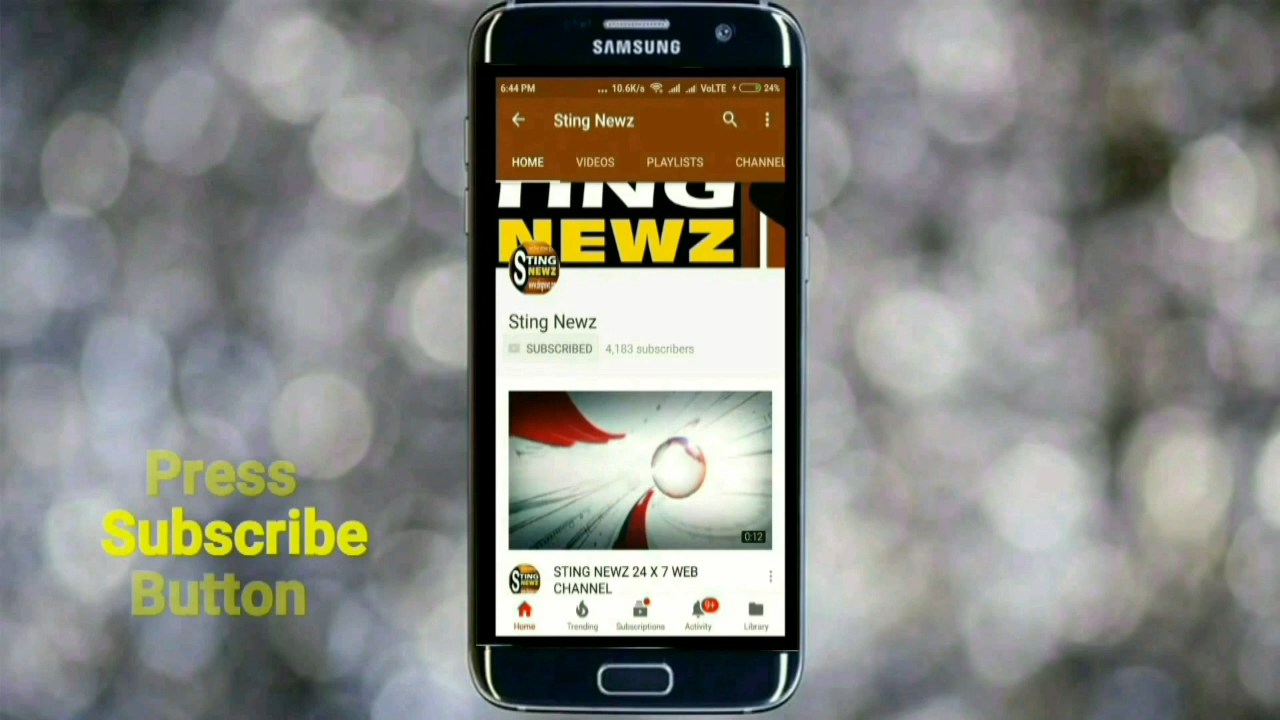 SAMSUNG
6:44 PM ... 10.6K/s VoLTE 24%
Sting Newz
HOME VIDEOS PLAYLISTS CHANNEL
TING
NEWZ
STING
NEWZ
Sting Newz
SUBSCRIBED 4,183 subscribers
Press
Subscribe
Button
0:12
STING
NEWZ
STING NEWZ 24 X 7 WEB
CHANNEL
9+
Home Trending Subscriptions Activity Library